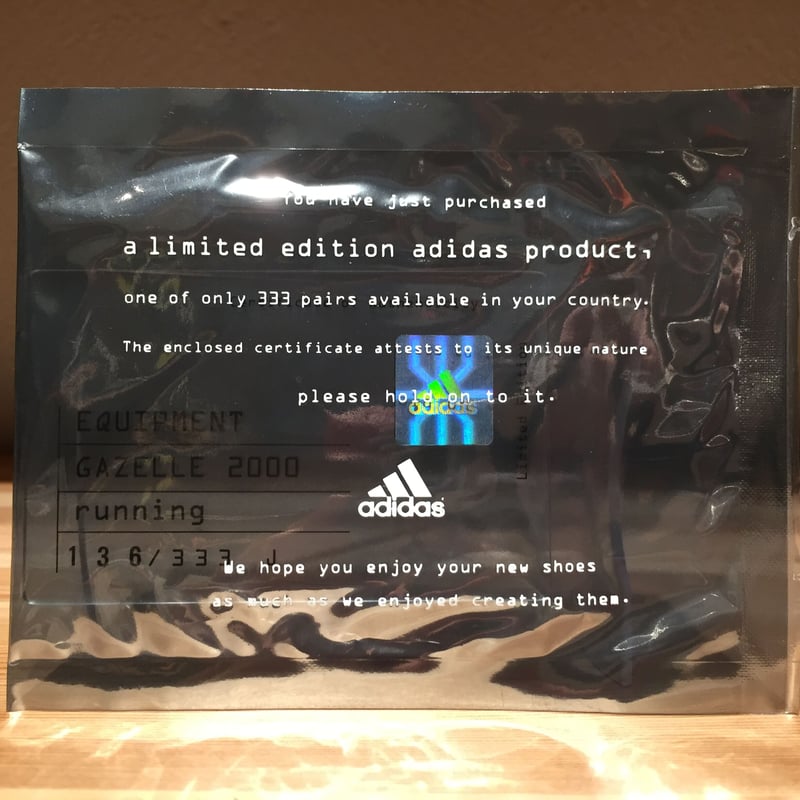 You have just purchased
a limited edition adidas product,
one of only 333 pairs available in your country.
The enclosed certificate attests to its unique nature
please hold on to it.
adidas
EQUIPMENT
GAZELLE 2000
running
136/333 J
Limited edition
adidas
We hope you enjoy your new shoes
as much as we enjoyed creating them.